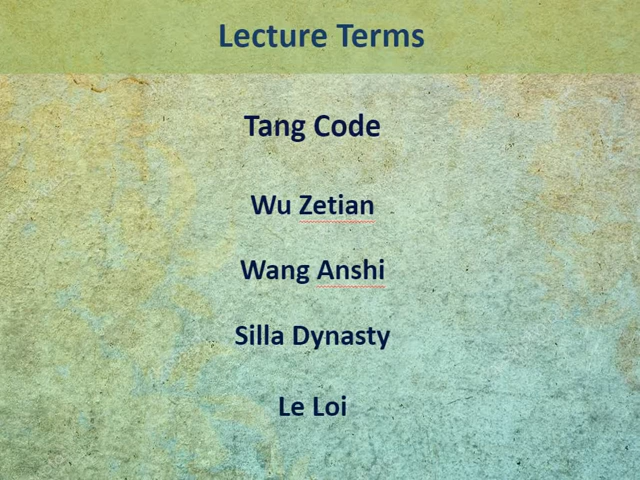 Lecture Terms
Tang Code
Wu Zetian
Wang Anshi
Silla Dynasty
Le Loi